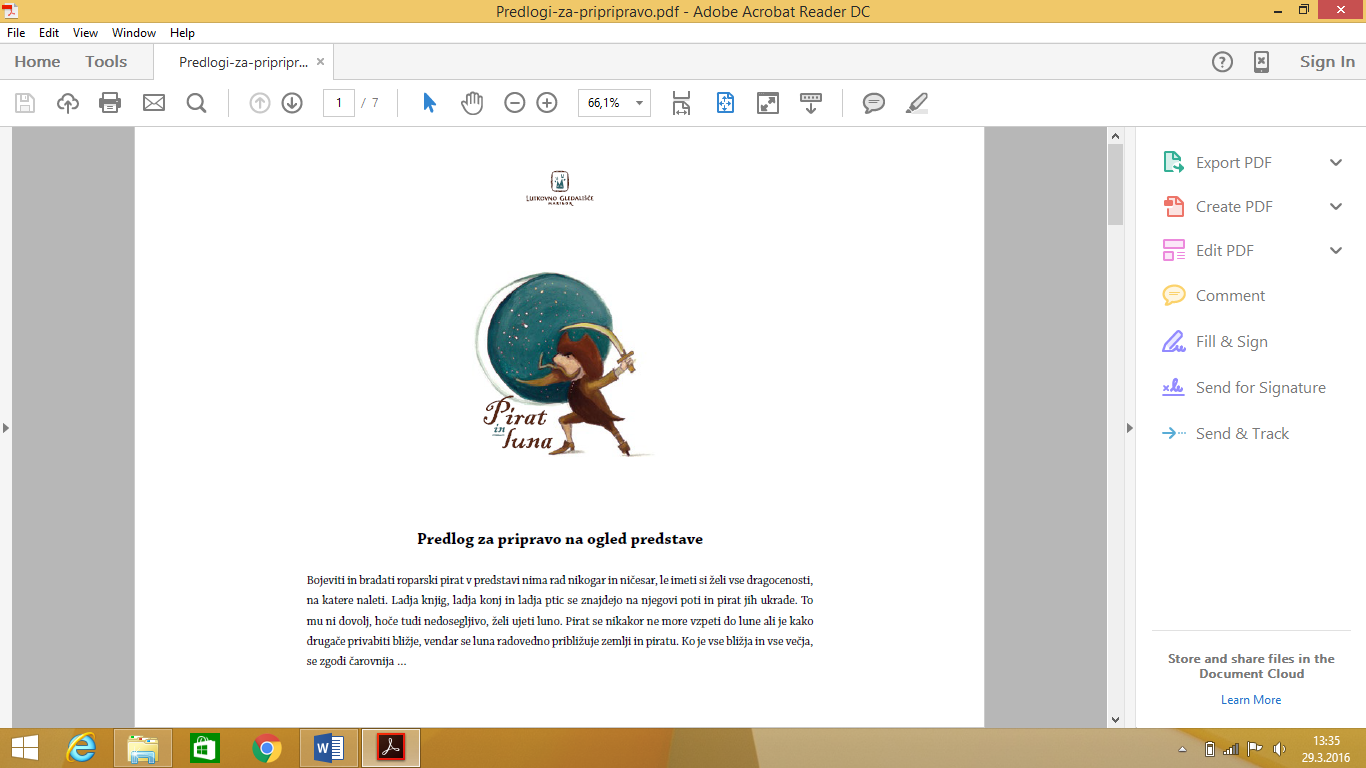 Predlogi-za-pripripravo.pdf - Adobe Acrobat Reader DC
File Edit View Window Help
Home Tools Predlogi-za-pripripr... × Sign In
1 / 7 66,1%
LUTKOVNO GLEDALIŠČE
MARIBOR
Pirat
in
luna
Predlog za pripravo na ogled predstave
Bojeviti in bradati roparski pirat v predstavi nima rad nikogar in ničesar, le imeti si želi vse dragocenosti,
na katere naleti. Ladja knjig, ladja konj in ladja ptic se znajdejo na njegovi poti in pirat jih ukrade. To
mu ni dovolj, hoče tudi nedosegljivo, želi ujeti luno. Pirat se nikakor ne more vzpeti do lune ali je kako
drugače privabiti bližje, vendar se luna radovedno približuje zemlji in piratu. Ko je vse bližja in vse večja,
se zgodi čarovnija ...
Export PDF
Create PDF
Edit PDF
Comment
Fill & Sign
Send for Signature
Send & Track
Store and share files in the
Document Cloud
Learn More
13:35
29.3.2016